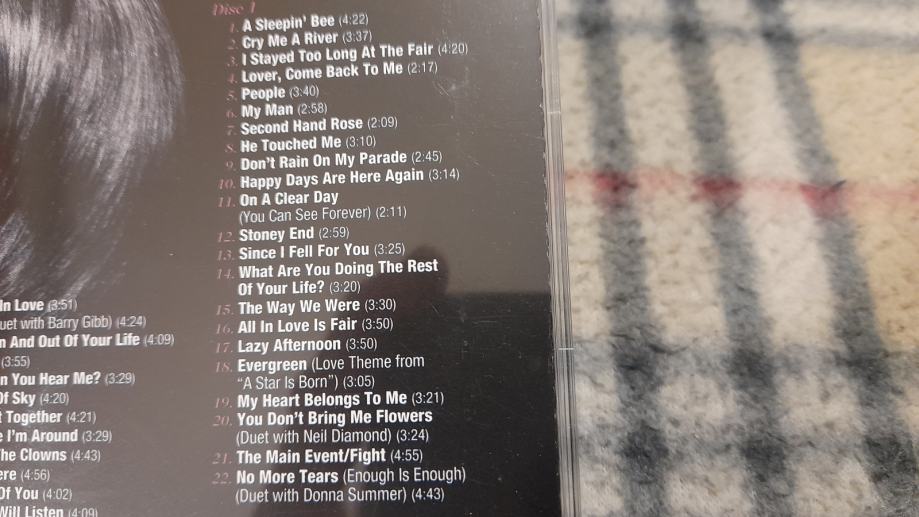 Disc 1
1. A Sleepin' Bee (4:22)
2. Cry Me A River (3:37)
3. I Stayed Too Long At The Fair (4:20)
4. Lover, Come Back To Me (2:17)
5. People (3:40)
6. My Man (2:58)
7. Second Hand Rose (2:09)
8. He Touched Me (3:10)
9. Don't Rain On My Parade (2:45)
10. Happy Days Are Here Again (3:14)
11. On A Clear Day
(You Can See Forever) (2:11)
12. Stoney End (2:59)
13. Since I Fell For You (3:25)
14. What Are You Doing The Rest
Of Your Life? (3:20)
15. The Way We Were (3:30)
16. All In Love Is Fair (3:50)
17. Lazy Afternoon (3:50)
18. Evergreen (Love Theme from
"A Star Is Born") (3:05)
19. My Heart Belongs To Me (3:21)
20. You Don't Bring Me Flowers
(Duet with Neil Diamond) (3:24)
21. The Main Event/Fight (4:55)
22. No More Tears (Enough Is Enough)
(Duet with Donna Summer) (4:43)
In Love (3:51)
uet with Barry Gibb) (4:24)
n And Out Of Your Life (4:09)
(3:55)
n You Hear Me? (3:29)
Of Sky (4:20)
t Together (4:21)
e I'm Around (3:29)
he Clowns (4:43)
ere (4:56)
Of You (4:02)
Will Listen (4:09)